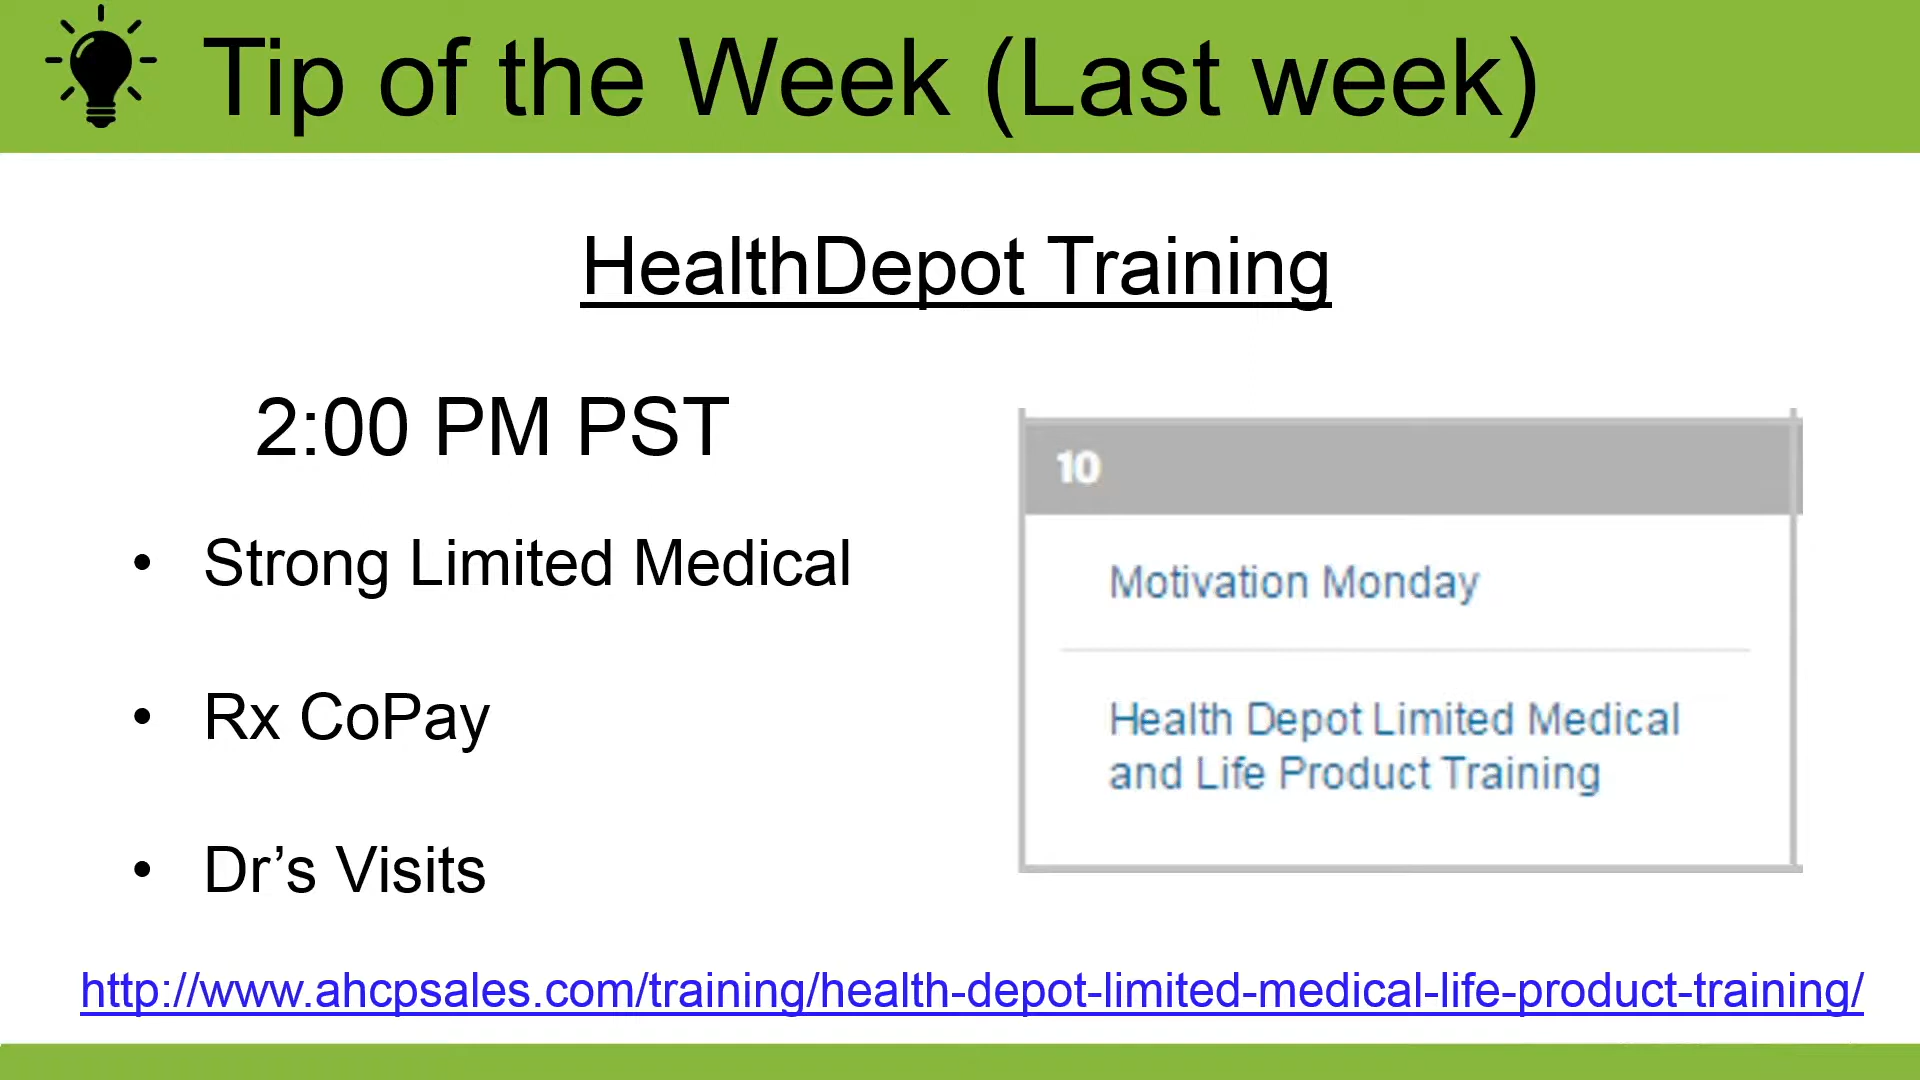 Tip of the Week (Last week)
HealthDepot Training
2:00 PM PST
• Strong Limited Medical
• Rx CoPay
• Dr’s Visits
10
Motivation Monday
Health Depot Limited Medical
and Life Product Training
http://www.ahcpsales.com/training/health-depot-limited-medical-life-product-training/